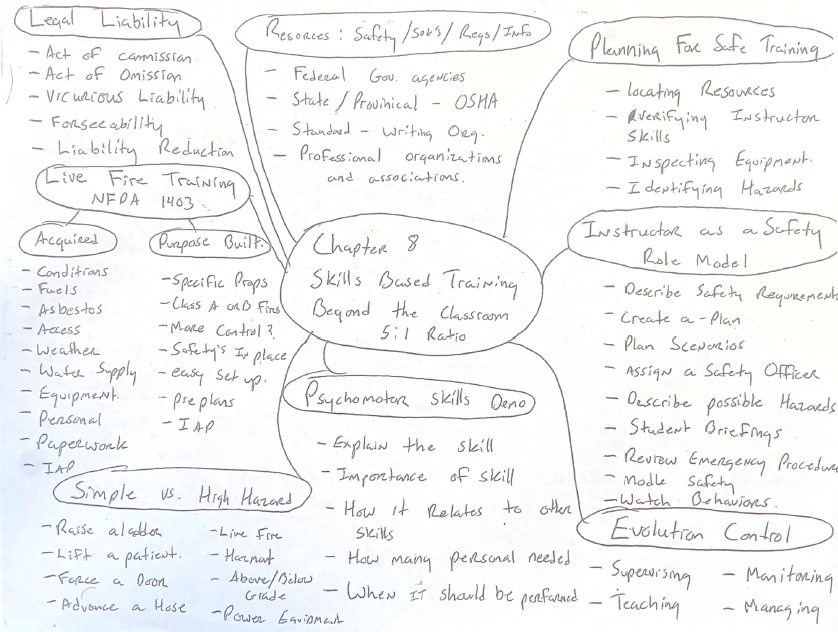 Legal Liability
- Act of cammission
- Act of Omission
- Vicurious Liability
- Forseeability
- Liability Reduction
Resorces: Safety/Sov's/Regs/Info
- Federal Gov. agencies
- State/Provinical - OSHA
- Standard - Writing Org.
- Professional organizations
and associations.
Planning For Safe Training
- Locating Resources
- Verifying Instructor
Skills
- Inspecting Equipment.
- Identifying Hazards
Live Fire Training
NFPA 1403
Acquired
- Conditions
- Fuels
- Asbestos
- Access
- Weather
- Water Supply
- Equipment.
- Personal
- Paperwork
- IAP
Purpose Built.
- Specific Props
- Class A or B Fires
- More Control?
- Safety's In place
- easy set up.
- pre plans
- IAP
Chapter 8
Skills Based Training
Beyond the Classroom
5:1 Ratio
Instructor as a Safety
Role Model
- Describe Safety Requirements
- Create a-Plan
- Plan Scenorios
- Assign a Safety Officer
- Describe possible Hazards
- Student Briefings
- Review Emergency Procedure
- Modle Safety
- Watch Behaviors.
Psychomotor skills Demo
- Explain the skill
- Importance of skill
- How it Relates to other
skills
- How many personal needed
- When IT should be performed
Simple vs. High Hazard
- Raise a ladder
- Lift a patient.
- Force a Door
- Advance a Hose
- Live Fire
- Hazmat
- Above/Below
Grade
- Power Equipment
Evolution Control
- Supervising
- Teaching
- Monitoring
- Managing